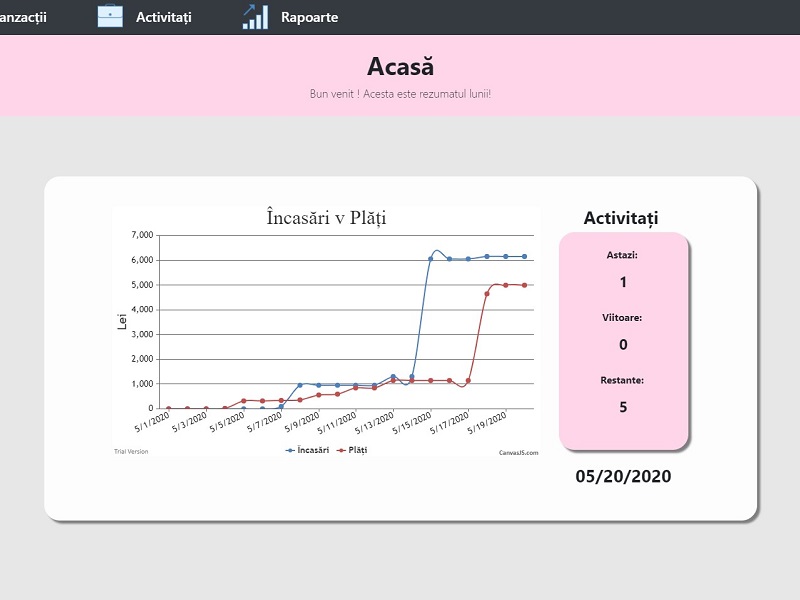 anzacții
Activitați
Rapoarte
Acasă
Bun venit ! Acesta este rezumatul lunii!
Încasări v Plăți
7,000
6,000
5,000
4,000
3,000
2,000
1,000
0
Lei
5/1/2020
5/3/2020
5/5/2020
5/7/2020
5/9/2020
5/11/2020
5/13/2020
5/15/2020
5/17/2020
5/19/2020
Încasări
Plăți
Trial Version
CanvasJS.com
Activitați
Astazi:
1
Viitoare:
0
Restante:
5
05/20/2020